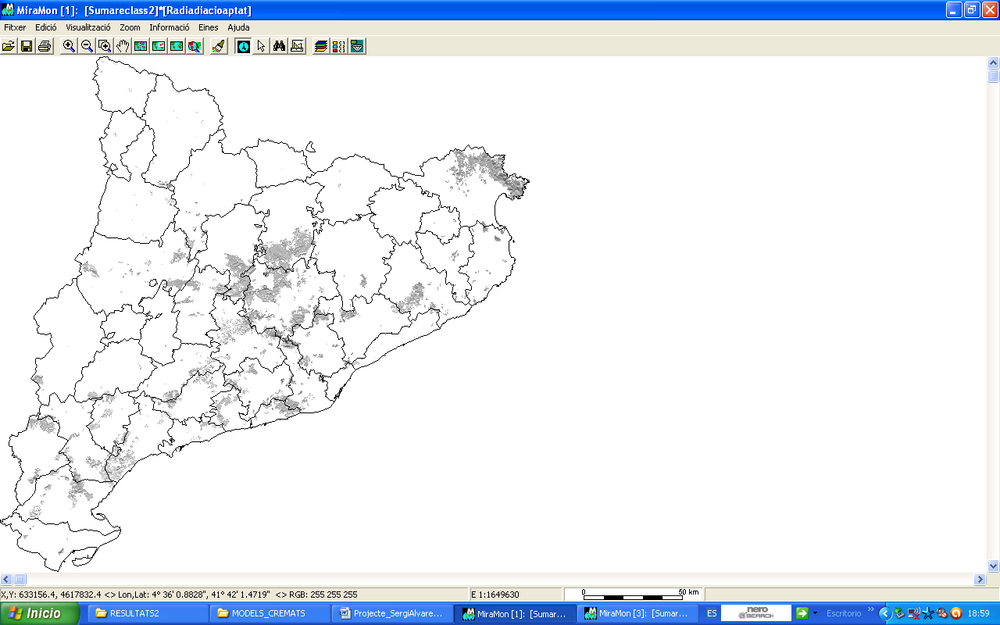 MiraMon [1]:  [Sumareclass2]*[Radiadiacioaptat]
Fitxer Edició Visualització Zoom Informació Eines Ajuda
X,Y: 633156.4, 4617832.4 <> Lon,Lat: 4° 36' 0.8828", 41° 42' 1.4719"  <> RGB: 255 255 255
E 1:1649630
0 50 km
Inicio
RESULTATS2
MODELS_CREMATS
Projecte_SergiAlvare...
MiraMon [1]:  [Sumar...
MiraMon [3]:  [Sumar...
ES
nero
SEARCH
Escritorio
18:59